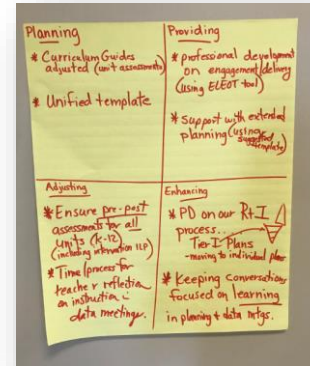 Planning
* Curriculum Guides
adjusted (unit assessments)
* Unified template
Providing
* professional development
on engagement/delivery
(using ELEOT tool)
* support with extended
planning (using
template)
Adjusting
* Ensure pre-post
assessments for all
units (K-12)
(including intervention ILP)
* Time/process for
teacher reflection
on instruction i
data meetings.
Enhancing
* PD on our RtI
process...
Tier I Plans
-moving to individual plans
* Keeping conversations
focused on learning
in planning & data mtgs.